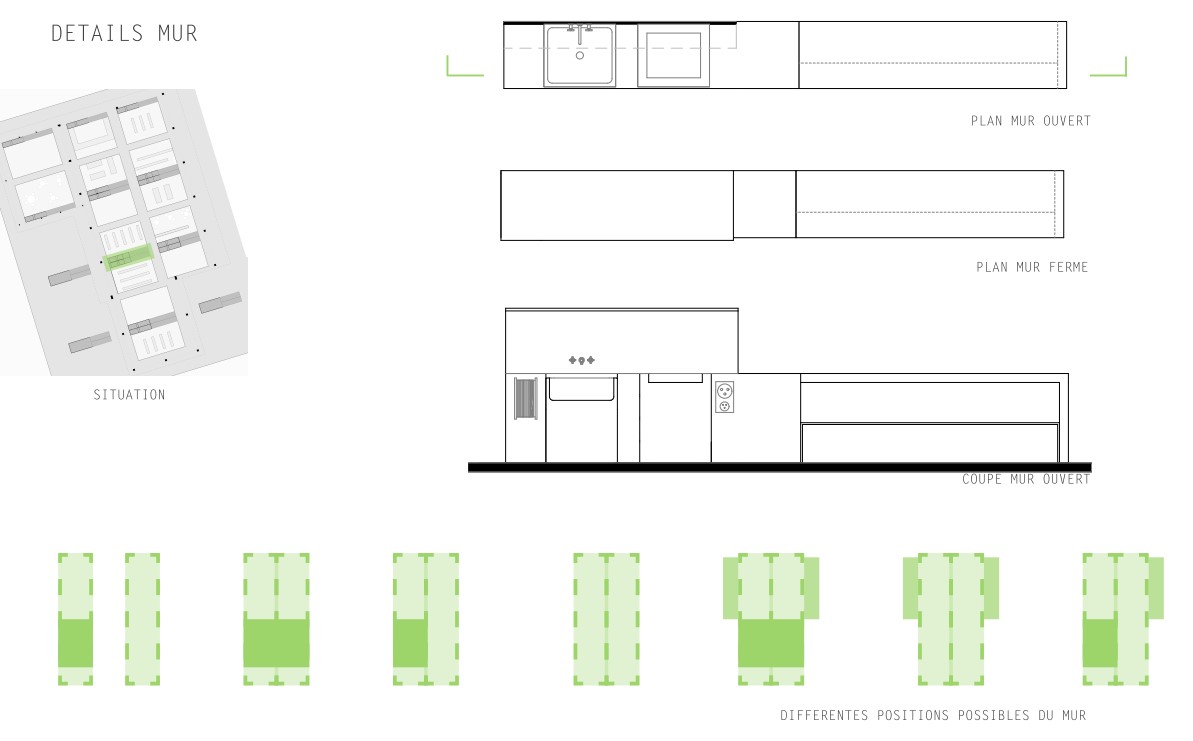 DETAILS MUR
PLAN MUR OUVERT
PLAN MUR FERME
SITUATION
COUPE MUR OUVERT
DIFFERENTES POSITIONS POSSIBLES DU MUR